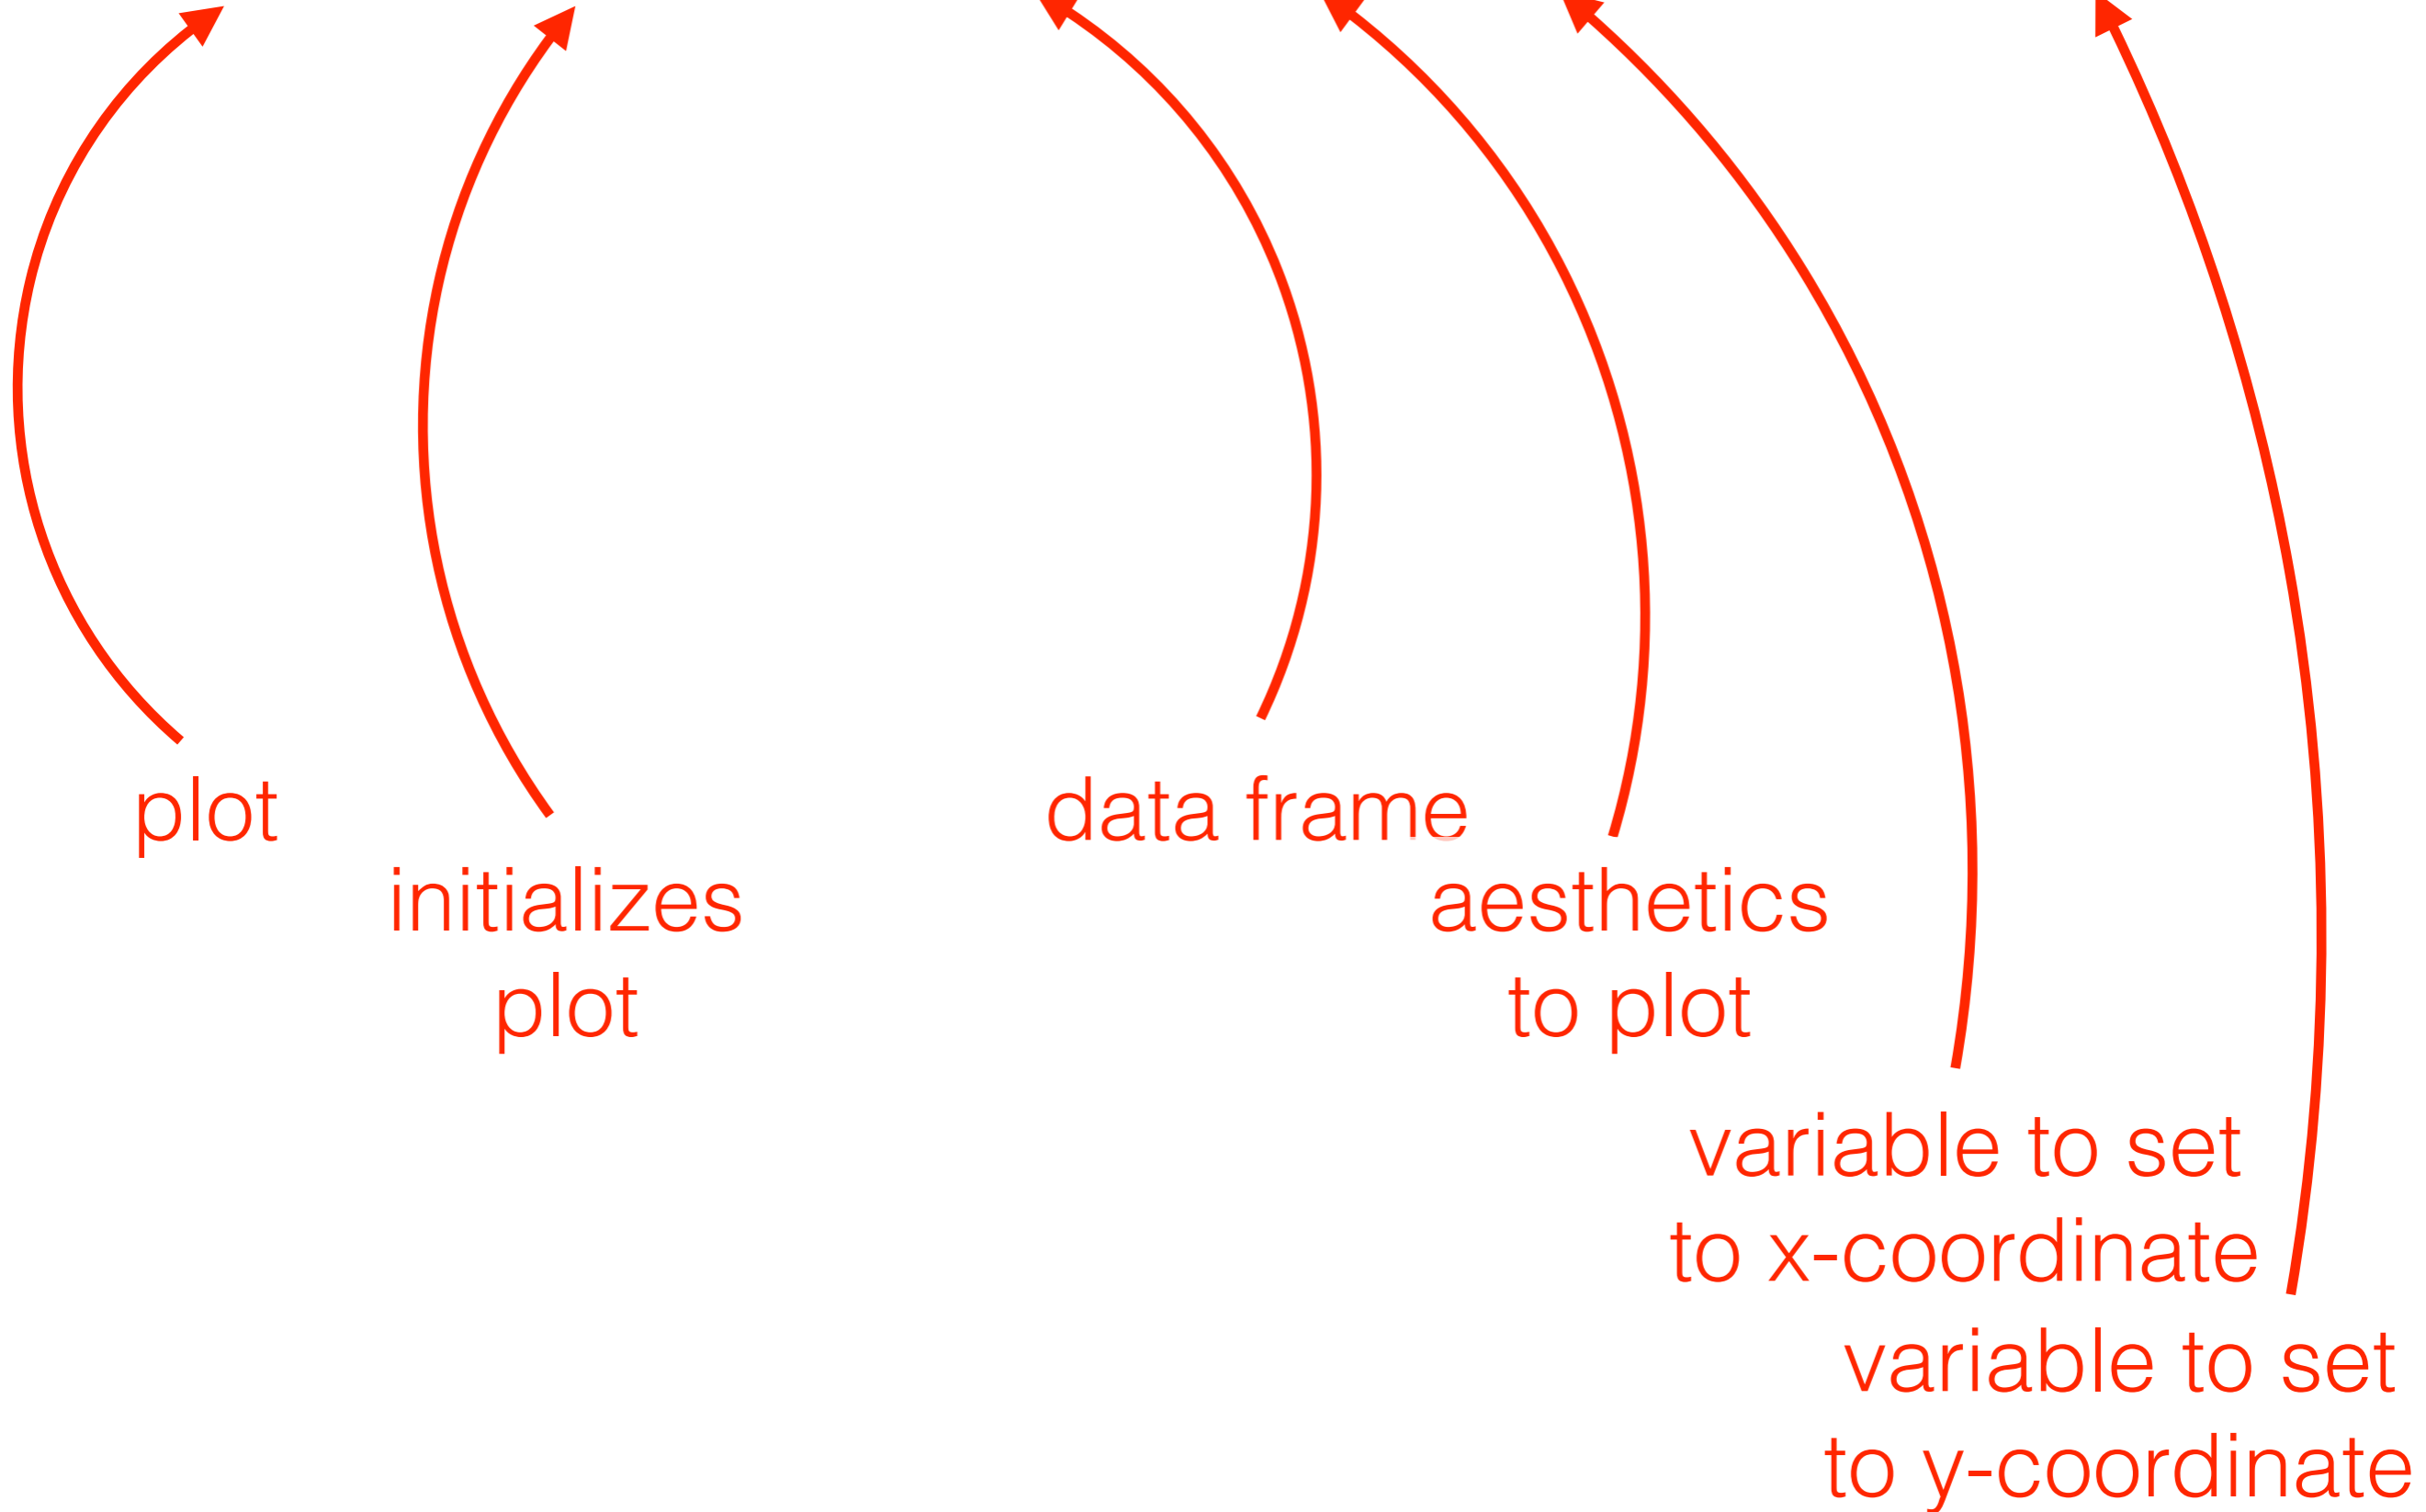 plot
initializes
plot
data frame
aesthetics
to plot
variable to set
to x-coordinate
variable to set
to y-coordinate